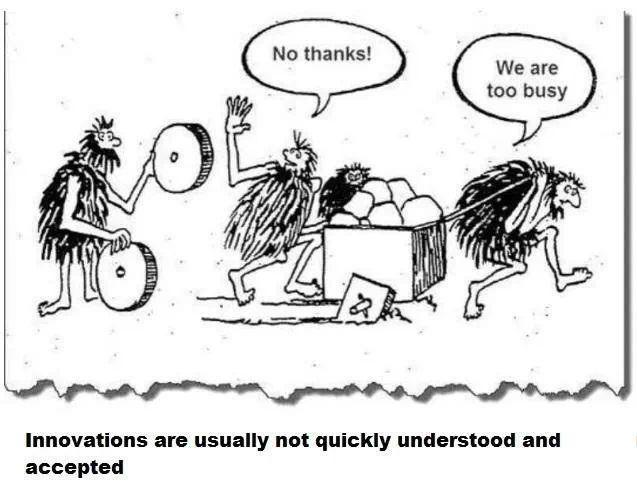 No thanks!
We are
too busy
Innovations are usually not quickly understood and
accepted